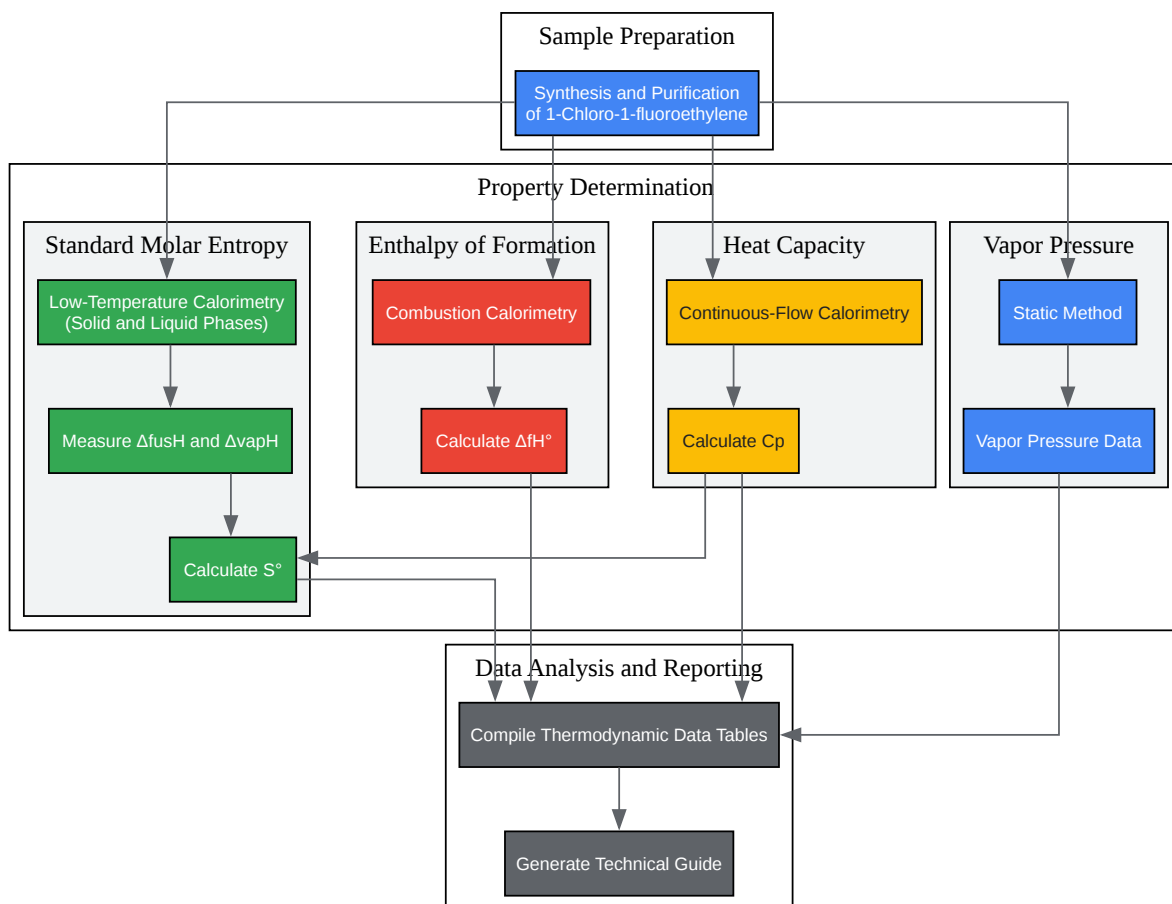 Sample Preparation
Synthesis and Purification
of 1-Chloro-1-fluoroethylene
Property Determination
Standard Molar Entropy
Enthalpy of Formation
Heat Capacity
Vapor Pressure
Low-Temperature Calorimetry
(Solid and Liquid Phases)
Combustion Calorimetry
Continuous-Flow Calorimetry
Static Method
Measure ΔfusH and ΔvapH
Calculate ΔfH°
Calculate Cp
Vapor Pressure Data
Calculate S°
Data Analysis and Reporting
Compile Thermodynamic Data Tables
Generate Technical Guide